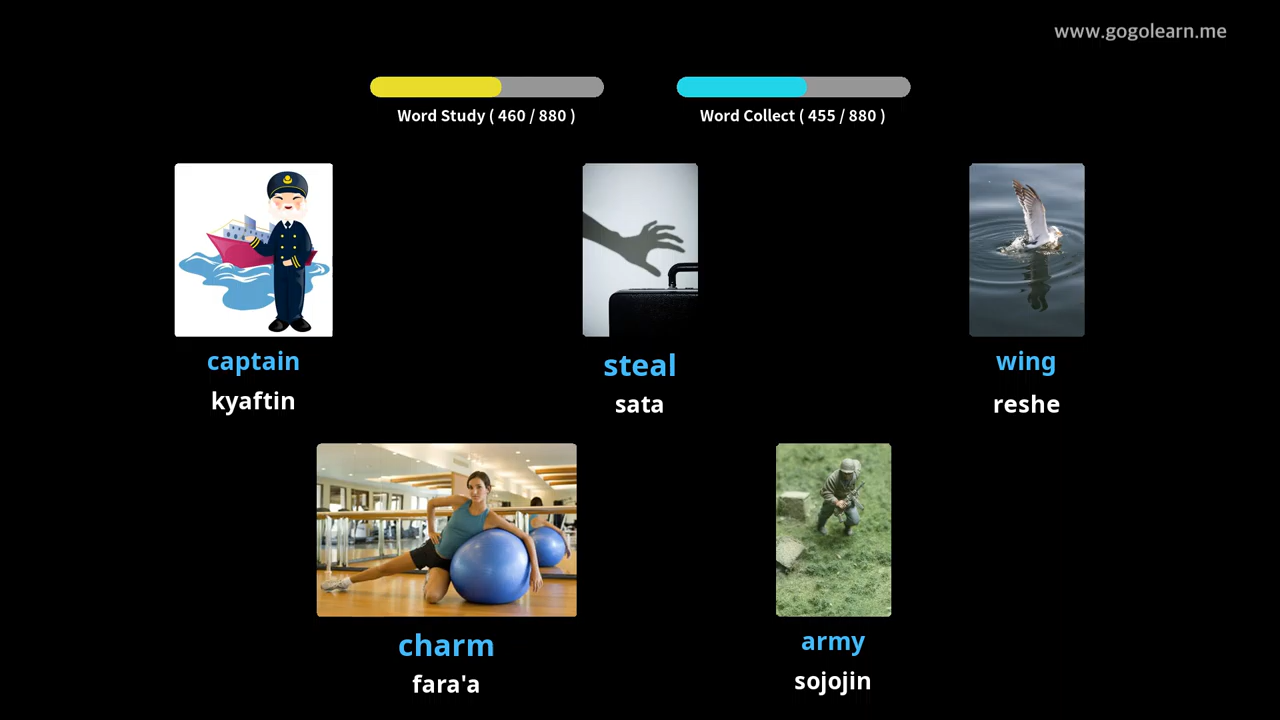 www.gogolearn.me
Word Study ( 460 / 880 )
Word Collect ( 455 / 880 )
captain
kyaftin
steal
sata
wing
reshe
charm
fara'a
army
sojojin